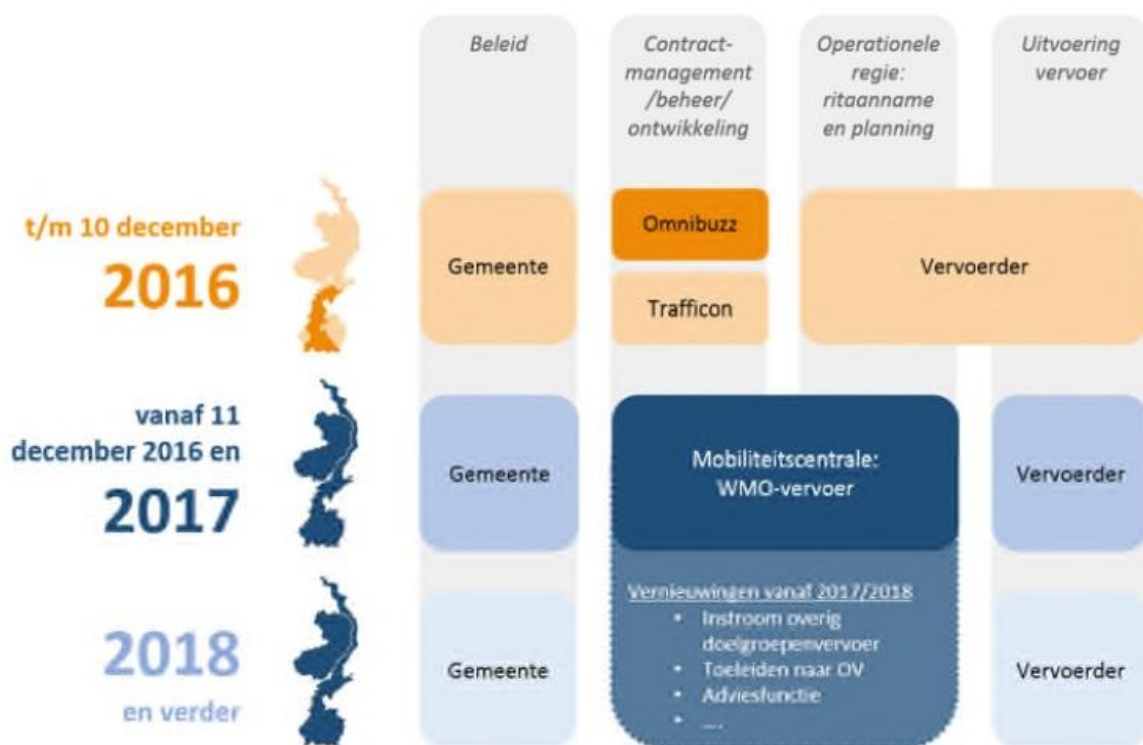 Beleid
Contract-
management
/beheer/
ontwikkeling
Operationele
regie:
ritaanname
en planning
Uitvoering
vervoer
t/m 10 december
2016
Gemeente
Omnibuzz
Trafficon
Vervoerder
vanaf 11
december 2016 en
2017
Gemeente
Mobiliteitscentrale:
WMO-vervoer
Vervoerder
2018
en verder
Gemeente
Vernieuwingen vanaf 2017/2018
• Instroom overig
doelgroepenvervoer
• Toeleiden naar OV
• Adviesfunctie
• ....
Vervoerder